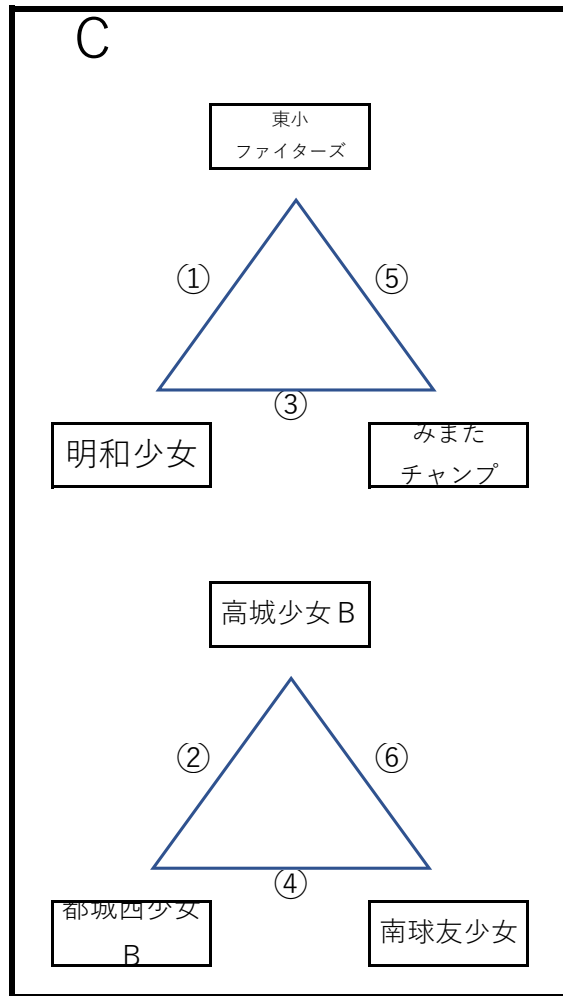 C
東小
ファイターズ
①
⑤
③
明和少女
みまた
チャンプ
高城少女B
②
⑥
④
都城西少女
B
南球友少女